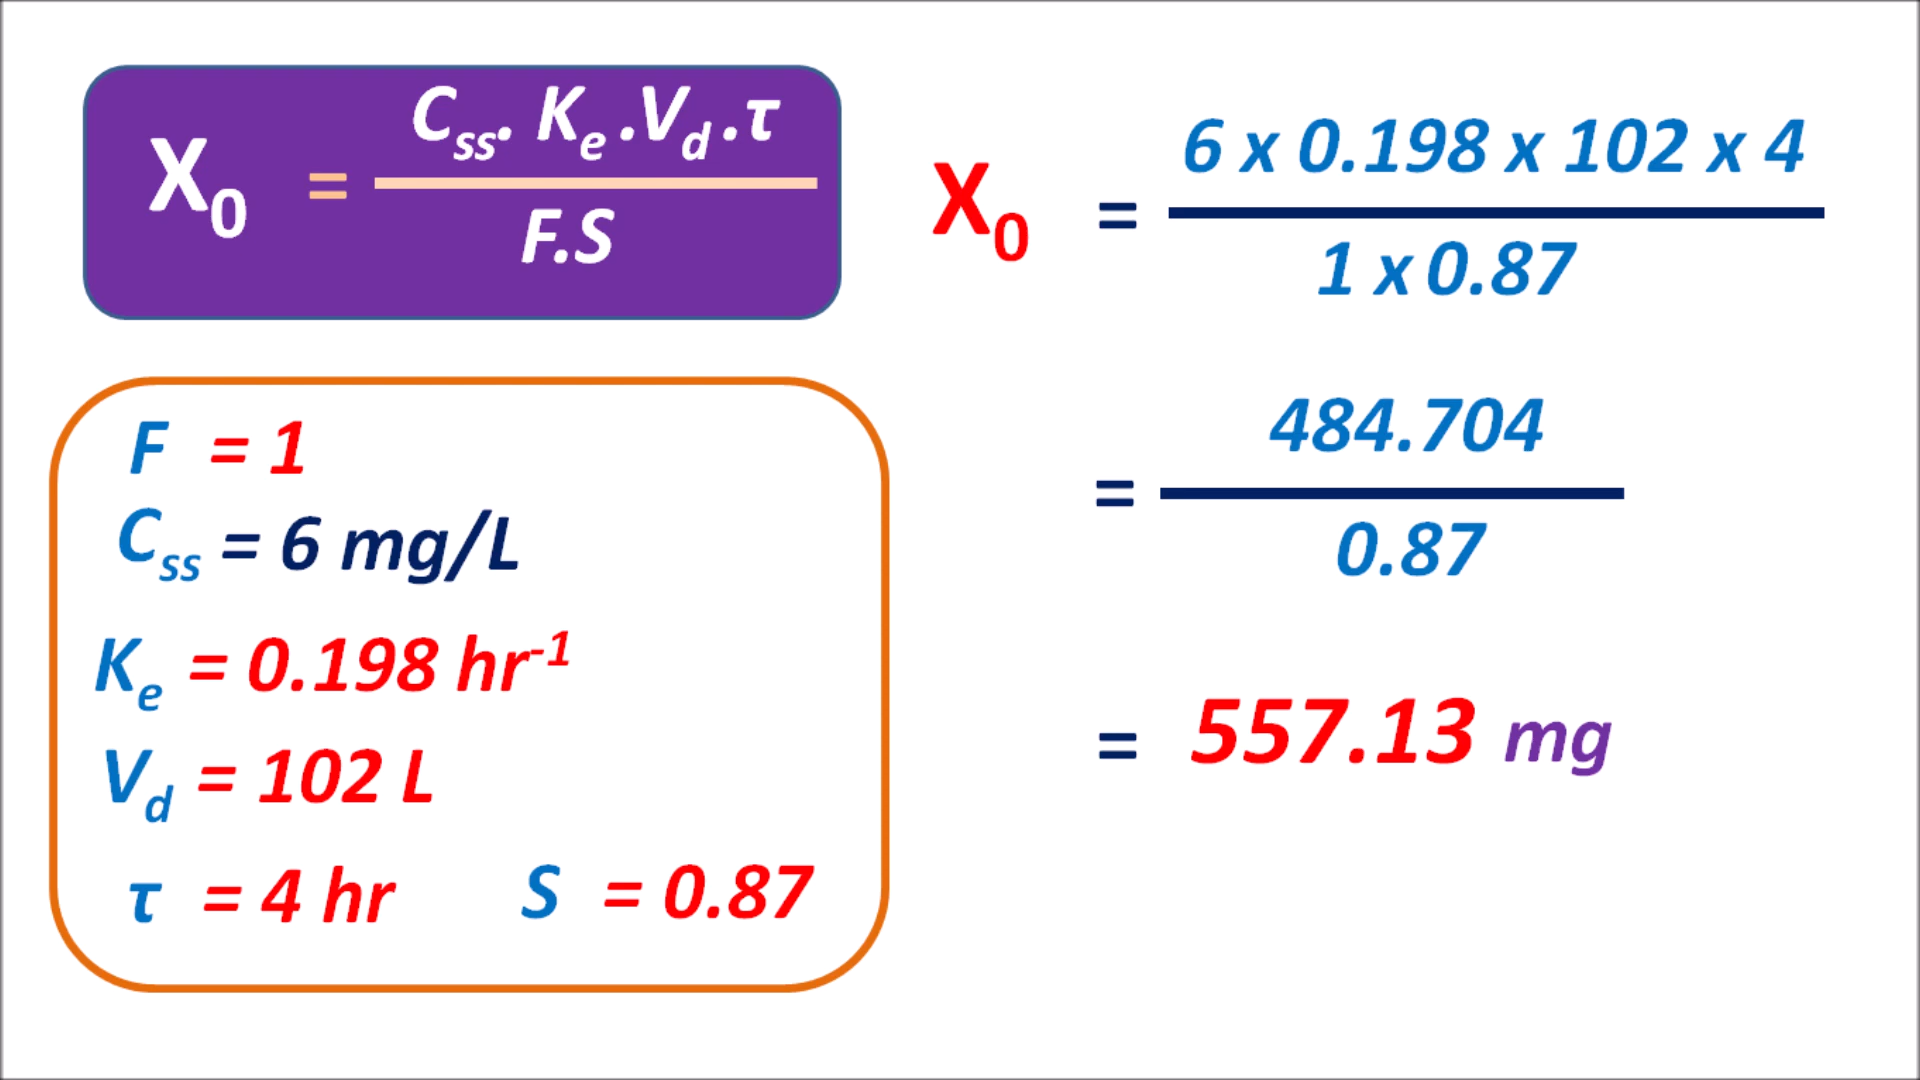 X₀ = Css. Ke .Vd .τ
F.S
F = 1
Css = 6 mg/L
Ke = 0.198 hr⁻¹
Vd = 102 L
τ = 4 hr S = 0.87
X₀ = 6 x 0.198 x 102 x 4
1 x 0.87
= 484.704
0.87
= 557.13 mg